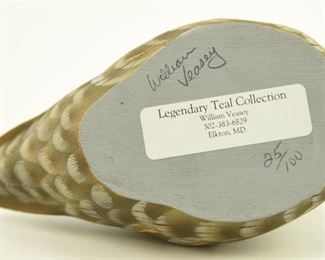 William
Veasey
Legendary Teal Collection
William Veasey
302-383-6829
Elkton, MD
25/100